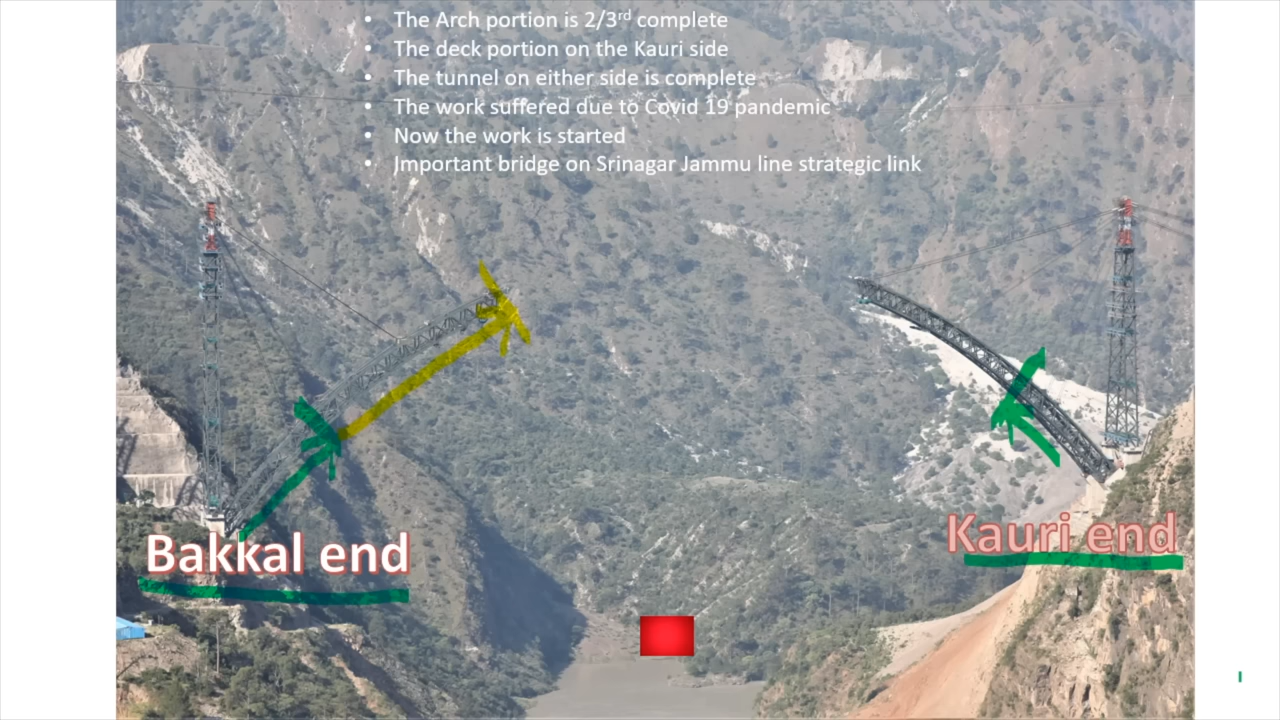 • The Arch portion is 2/3rd complete
• The deck portion on the Kauri side
• The tunnel on either side is complete
• The work suffered due to Covid 19 pandemic
• Now the work is started
• Important bridge on Srinagar Jammu line strategic link
Kauri end
Bakkal end